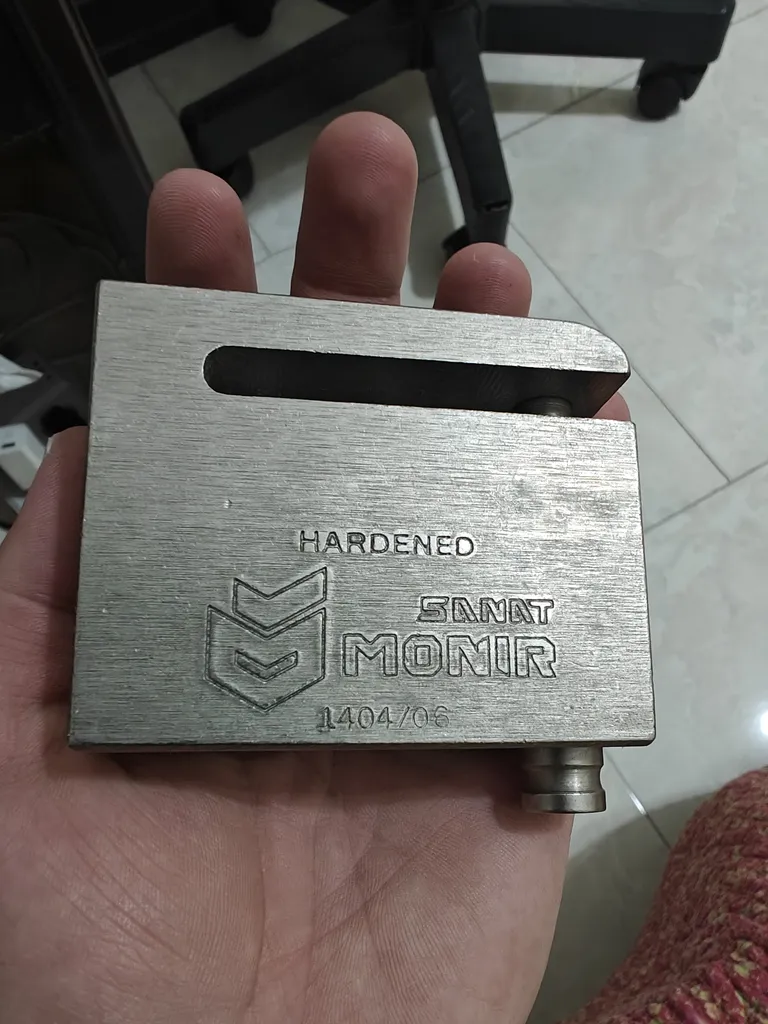 HARDENED
SANAT
MONIR
1404/06